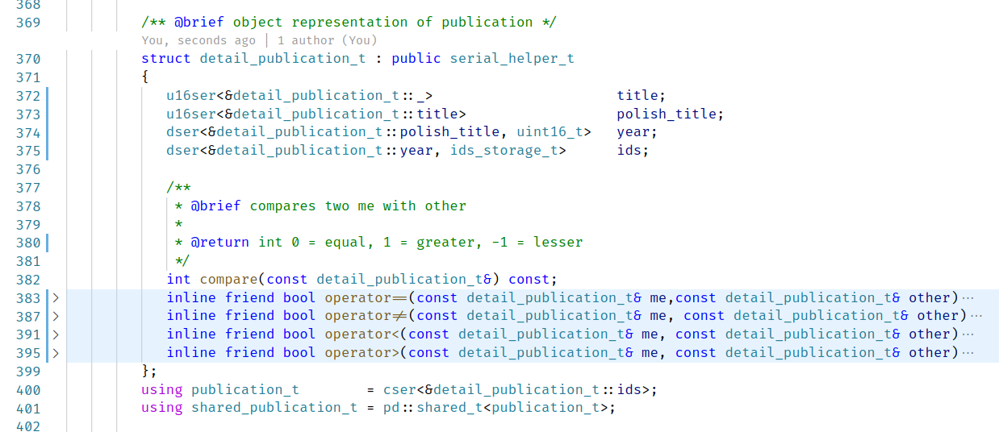 368
369 /** @brief object representation of publication */
You, seconds ago | 1 author (You)
370 struct detail_publication_t : public serial_helper_t
371 {
372 u16ser<&detail_publication_t::_> title;
373 u16ser<&detail_publication_t::title> polish_title;
374 dser<&detail_publication_t::polish_title, uint16_t> year;
375 dser<&detail_publication_t::year, ids_storage_t> ids;
376
377 /**
378 * @brief compares two me with other
379 *
380 * @return int 0 = equal, 1 = greater, -1 = lesser
381 */
382 int compare(const detail_publication_t&) const;
383 inline friend bool operator==(const detail_publication_t& me,const detail_publication_t& other)···
387 inline friend bool operator!=(const detail_publication_t& me, const detail_publication_t& other)···
391 inline friend bool operator<(const detail_publication_t& me, const detail_publication_t& other)···
395 inline friend bool operator>(const detail_publication_t& me, const detail_publication_t& other)···
399 };
400 using publication_t = cser<&detail_publication_t::ids>;
401 using shared_publication_t = pd::shared_t<publication_t>;
402